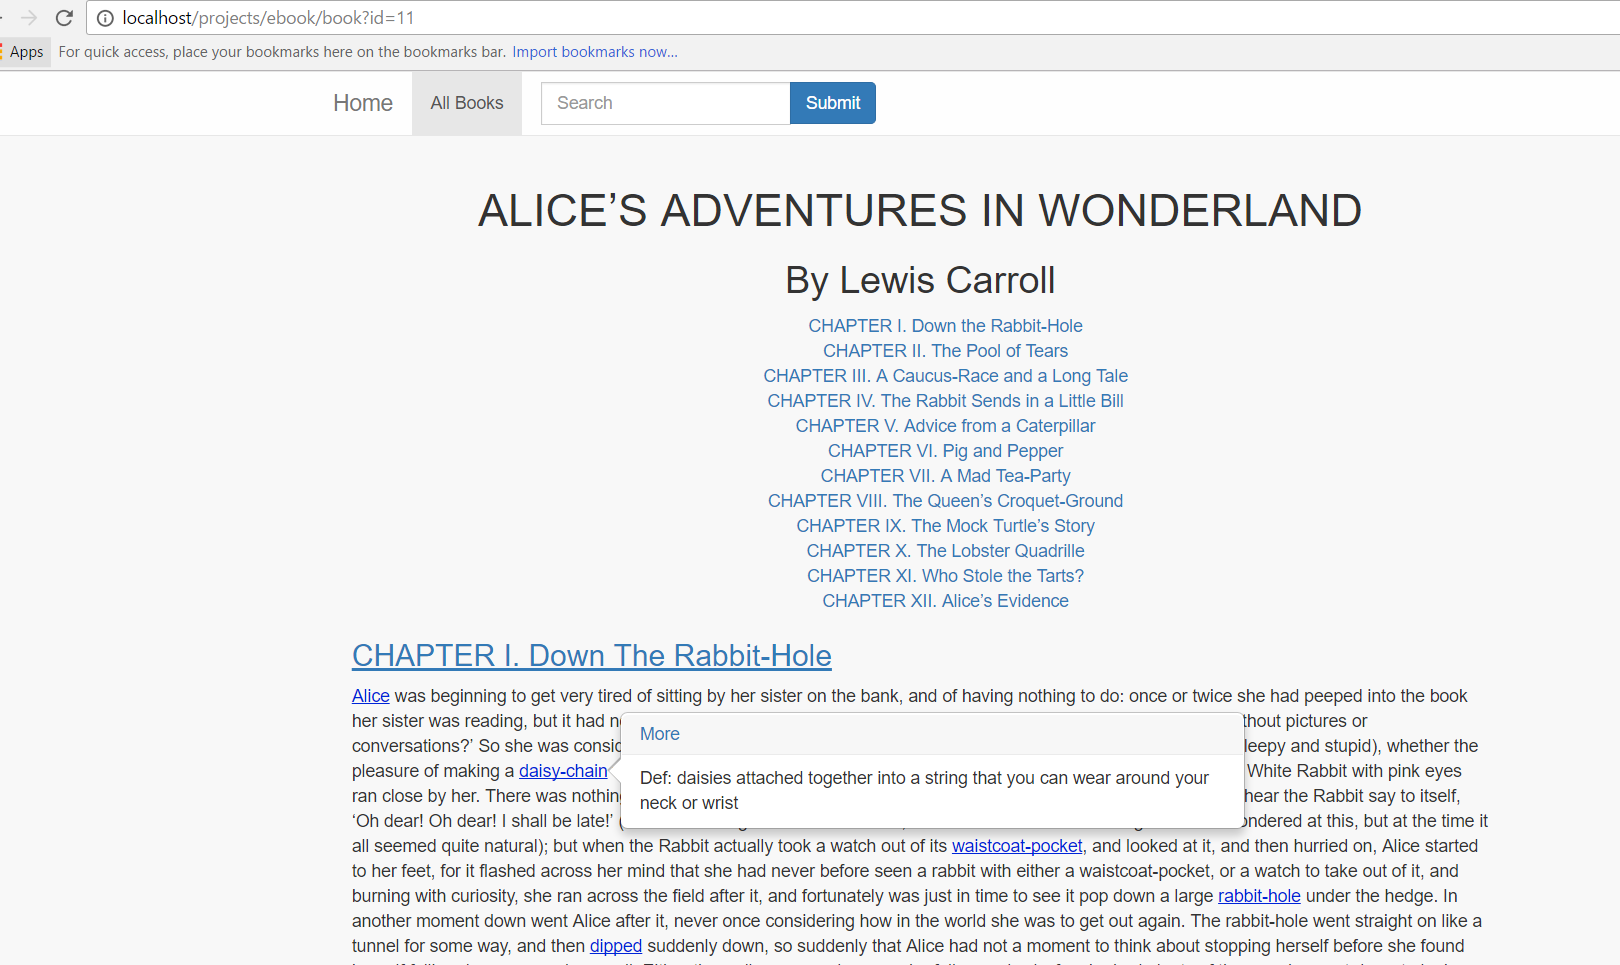 localhost/projects/ebook/book?id=11
Apps For quick access, place your bookmarks here on the bookmarks bar. Import bookmarks now...
Home All Books Search Submit
ALICE’S ADVENTURES IN WONDERLAND
By Lewis Carroll
CHAPTER I. Down the Rabbit-Hole
CHAPTER II. The Pool of Tears
CHAPTER III. A Caucus-Race and a Long Tale
CHAPTER IV. The Rabbit Sends in a Little Bill
CHAPTER V. Advice from a Caterpillar
CHAPTER VI. Pig and Pepper
CHAPTER VII. A Mad Tea-Party
CHAPTER VIII. The Queen’s Croquet-Ground
CHAPTER IX. The Mock Turtle’s Story
CHAPTER X. The Lobster Quadrille
CHAPTER XI. Who Stole the Tarts?
CHAPTER XII. Alice’s Evidence
CHAPTER I. Down The Rabbit-Hole
Alice was beginning to get very tired of sitting by her sister on the bank, and of having nothing to do: once or twice she had peeped into the book
her sister was reading, but it had pictures or
More
conversations?’ So she was sleepy and stupid), whether the
pleasure of making a daisy-chain White Rabbit with pink eyes
Def: daisies attached together into a string that you can wear around your
neck or wrist
ran close by her. There was hear the Rabbit say to itself,
‘Oh dear! Oh dear! I shall be late!’ at this, but at the time it
all seemed quite natural); but when the Rabbit actually took a watch out of its waistcoat-pocket, and looked at it, and then hurried on, Alice started
to her feet, for it flashed across her mind that she had never before seen a rabbit with either a waistcoat-pocket, or a watch to take out of it, and
burning with curiosity, she ran across the field after it, and fortunately was just in time to see it pop down a large rabbit-hole under the hedge. In
another moment down went Alice after it, never once considering how in the world she was to get out again. The rabbit-hole went straight on like a
tunnel for some way, and then dipped suddenly down, so suddenly that Alice had not a moment to think about stopping herself before she found